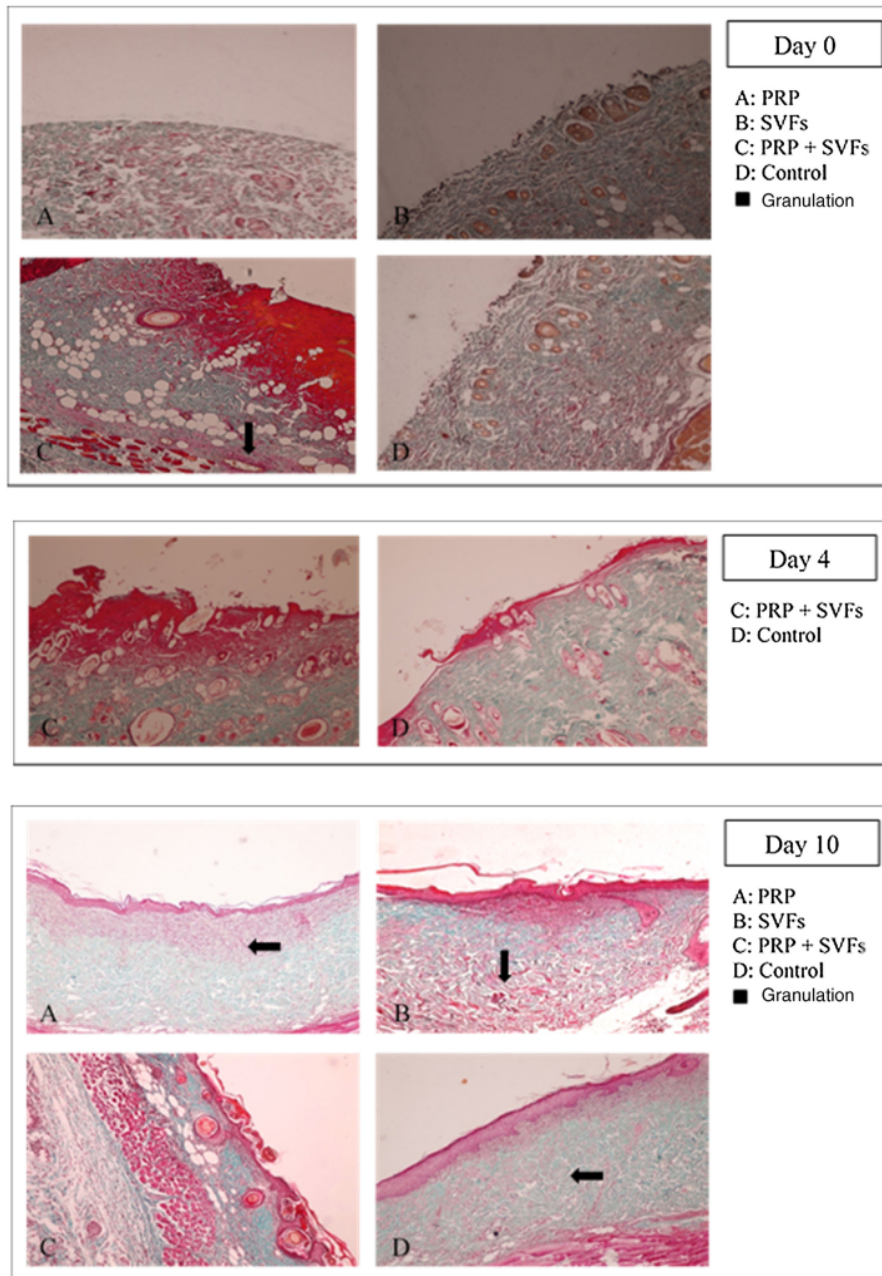 Day 0
A: PRP
B: SVFs
C: PRP + SVFs
D: Control
Granulation
A
B
C
D
Day 4
C: PRP + SVFs
D: Control
C
D
Day 10
A: PRP
B: SVFs
C: PRP + SVFs
D: Control
Granulation
A
B
C
D